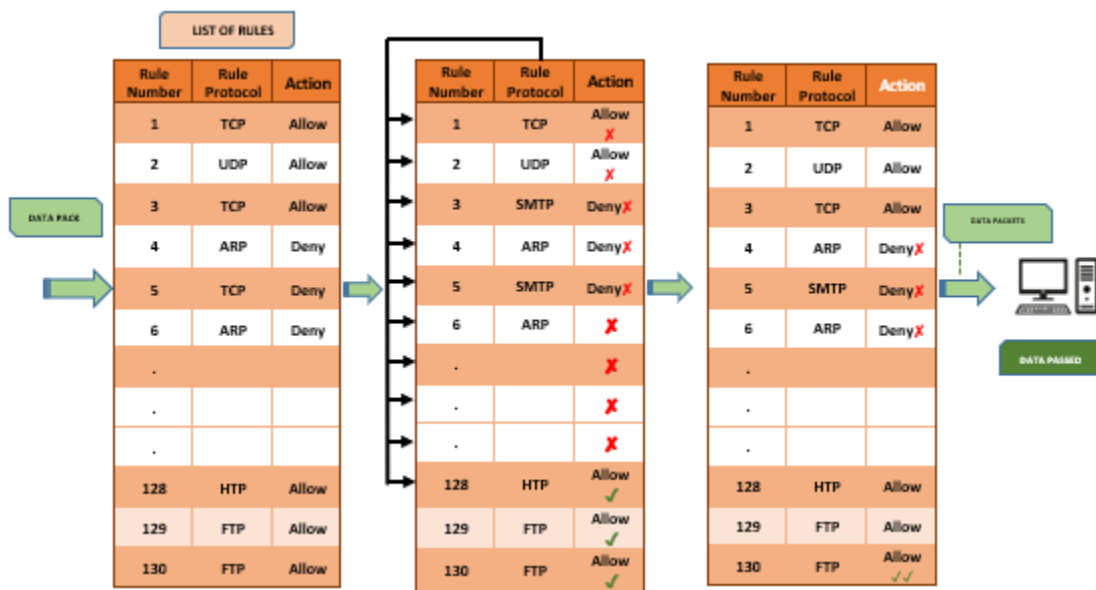 LIST OF RULES
Rule Number Rule Protocol Action
1 TCP Allow
2 UDP Allow
3 TCP Allow
4 ARP Deny
5 TCP Deny
6 ARP Deny
.
.
.
128 HTP Allow
129 FTP Allow
130 FTP Allow
DATA PACK
Rule Number Rule Protocol Action
1 TCP Allow ✗
2 UDP Allow ✗
3 SMTP Deny✗
4 ARP Deny✗
5 SMTP Deny✗
6 ARP ✗
. ✗
. ✗
. ✗
128 HTP Allow ✓
129 FTP Allow ✓
130 FTP Allow ✓
Rule Number Rule Protocol Action
1 TCP Allow
2 UDP Allow
3 TCP Allow
4 ARP Deny✗
5 SMTP Deny✗
6 ARP Deny✗
.
.
.
128 HTP Allow
129 FTP Allow
130 FTP Allow ✓✓
DATA PACKETS
DATA PASSED